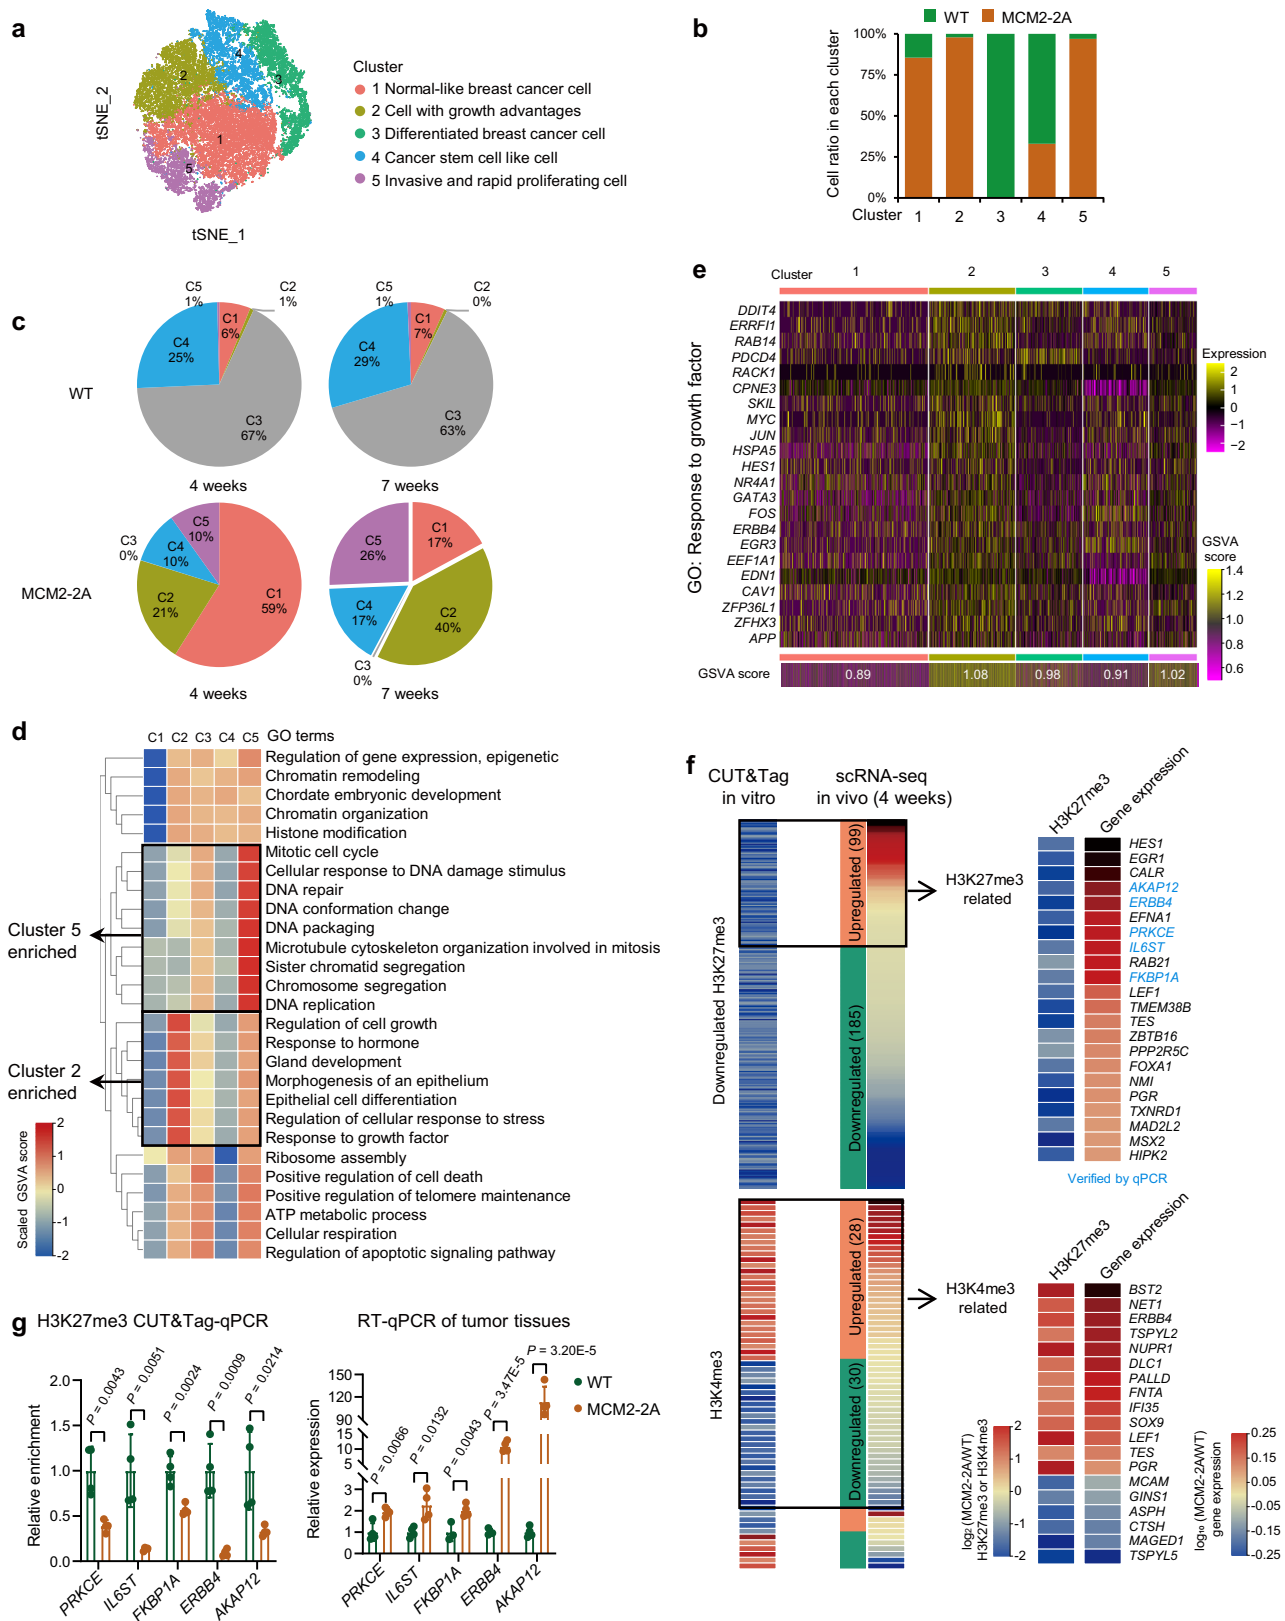 a
tSNE_2
tSNE_1
1
2
3
4
5
Cluster
1 Normal-like breast cancer cell
2 Cell with growth advantages
3 Differentiated breast cancer cell
4 Cancer stem cell like cell
5 Invasive and rapid proliferating cell
b
WT MCM2-2A
Cell ratio in each cluster
100%
75%
50%
25%
0%
Cluster 1 2 3 4 5
c
WT
C5 1%
C2 1%
C1 6%
C4 25%
C3 67%
4 weeks
C5 1%
C2 0%
C1 7%
C4 29%
C3 63%
7 weeks
MCM2-2A
C5 10%
C3 0%
C4 10%
C2 21%
C1 59%
4 weeks
C5 26%
C1 17%
C4 17%
C2 40%
C3 0%
7 weeks
e
Cluster 1 2 3 4 5
GO: Response to growth factor
DDIT4
ERRFI1
RAB14
PDCD4
RACK1
CPNE3
SKIL
MYC
JUN
HSPA5
HES1
NR4A1
GATA3
FOS
ERBB4
EGR3
EEF1A1
EDN1
CAV1
ZFP36L1
ZFHX3
APP
GSVA score 0.89 1.08 0.98 0.91 1.02
Expression
2
1
0
−1
−2
GSVA
score
1.4
1.2
1.0
0.8
0.6
d
C1 C2 C3 C4 C5 GO terms
Regulation of gene expression, epigenetic
Chromatin remodeling
Chordate embryonic development
Chromatin organization
Histone modification
Mitotic cell cycle
Cellular response to DNA damage stimulus
DNA repair
DNA conformation change
DNA packaging
Microtubule cytoskeleton organization involved in mitosis
Sister chromatid segregation
Chromosome segregation
DNA replication
Regulation of cell growth
Response to hormone
Gland development
Morphogenesis of an epithelium
Epithelial cell differentiation
Regulation of cellular response to stress
Response to growth factor
Ribosome assembly
Positive regulation of cell death
Positive regulation of telomere maintenance
ATP metabolic process
Cellular respiration
Regulation of apoptotic signaling pathway
Cluster 5
enriched
Cluster 2
enriched
Scaled GSVA score
2
1
0
-1
-2
f
CUT&Tag
in vitro
scRNA-seq
in vivo (4 weeks)
Downregulated H3K27me3
Upregulated (99)
Downregulated (185)
H3K27me3
related
H3K27me3
Gene expression
HES1
EGR1
CALR
AKAP12
ERBB4
EFNA1
PRKCE
IL6ST
RAB21
FKBP1A
LEF1
TMEM38B
TES
ZBTB16
PPP2R5C
FOXA1
NMI
PGR
TXNRD1
MAD2L2
MSX2
HIPK2
Verified by qPCR
H3K4me3
Upregulated (28)
Downregulated (30)
H3K4me3
related
H3K27me3
Gene expression
BST2
NET1
ERBB4
TSPYL2
NUPR1
DLC1
PALLD
FNTA
IFI35
SOX9
LEF1
TES
PGR
MCAM
GINS1
ASPH
CTSH
MAGED1
TSPYL5
log₂ (MCM2-2A/WT)
H3K27me3 or H3K4me3
2
1
0
-1
-2
log₁₀ (MCM2-2A/WT)
gene expression
0.25
0.15
0.05
-0.05
-0.15
-0.25
g
H3K27me3 CUT&Tag-qPCR
Relative enrichment
2.0
1.5
1.0
0.5
0.0
P = 0.0043
P = 0.0051
P = 0.0024
P = 0.0009
P = 0.0214
PRKCE
IL6ST
FKBP1A
ERBB4
AKAP12
RT-qPCR of tumor tissues
Relative expression
150
120
90
15
10
5
3
2
1
0
P = 0.0066
P = 0.0132
P = 0.0043
P = 3.47E-5
P = 3.20E-5
WT
MCM2-2A
PRKCE
IL6ST
FKBP1A
ERBB4
AKAP12